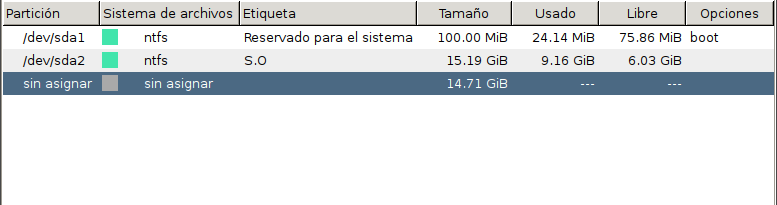 Partición Sistema de archivos Etiqueta Tamaño Usado Libre Opciones
/dev/sda1 ntfs Reservado para el sistema 100.00 MiB 24.14 MiB 75.86 MiB boot
/dev/sda2 ntfs S.O 15.19 GiB 9.16 GiB 6.03 GiB
sin asignar sin asignar 14.71 GiB --- ---